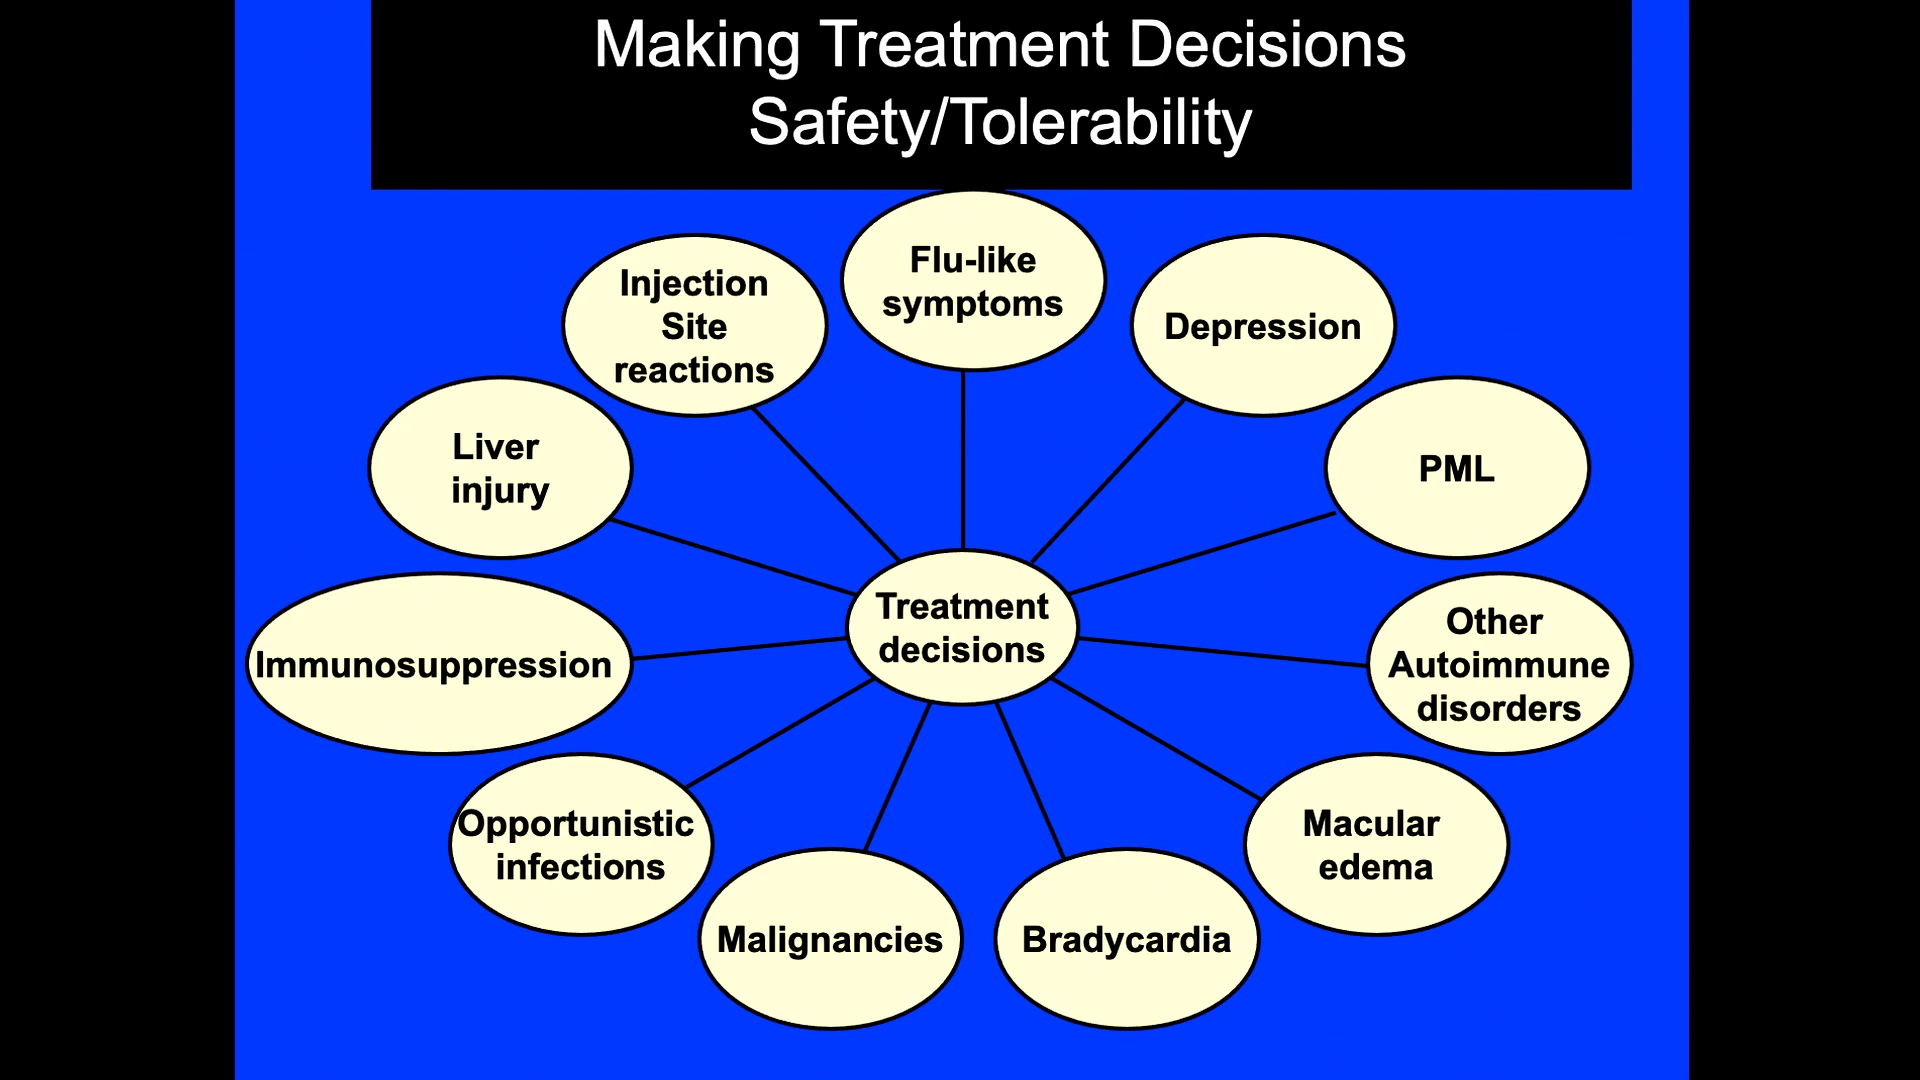 Making Treatment Decisions
Safety/Tolerability
Flu-like
symptoms
Injection
Site
reactions
Depression
Liver
injury
PML
Treatment
decisions
Immunosuppression
Other
Autoimmune
disorders
Opportunistic
infections
Macular
edema
Malignancies
Bradycardia